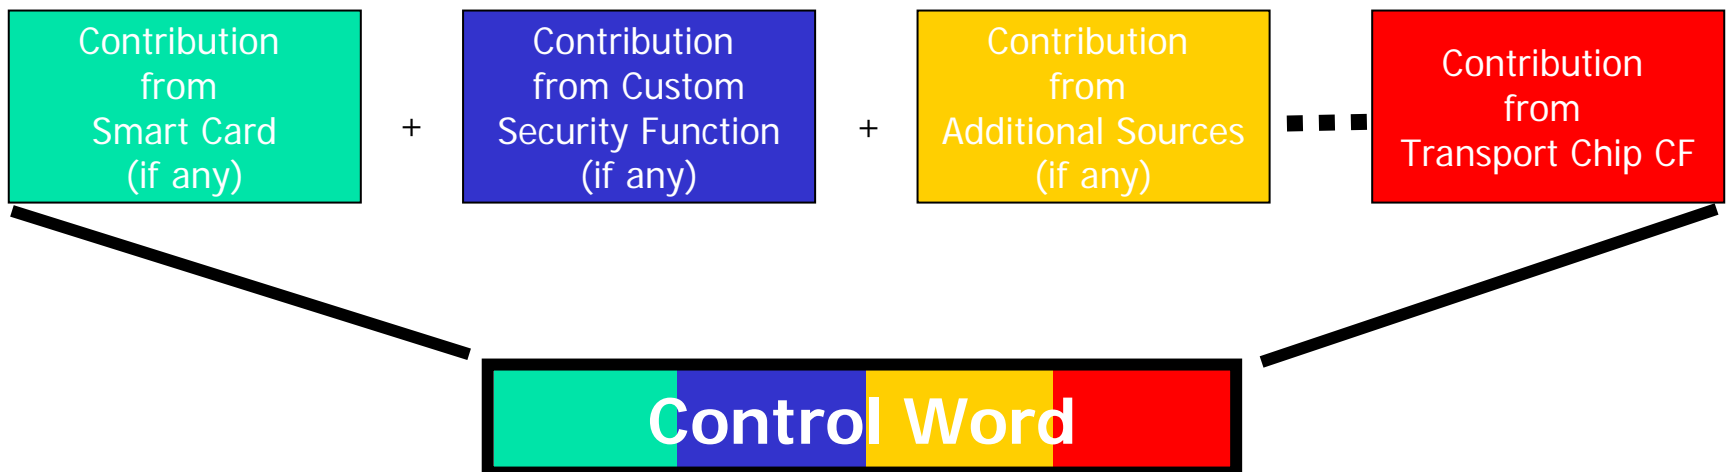 Contribution
from
Smart Card
(if any)
+
Contribution
from Custom
Security Function
(if any)
+
Contribution
from
Additional Sources
(if any)
Contribution
from
Transport Chip CF
Control Word